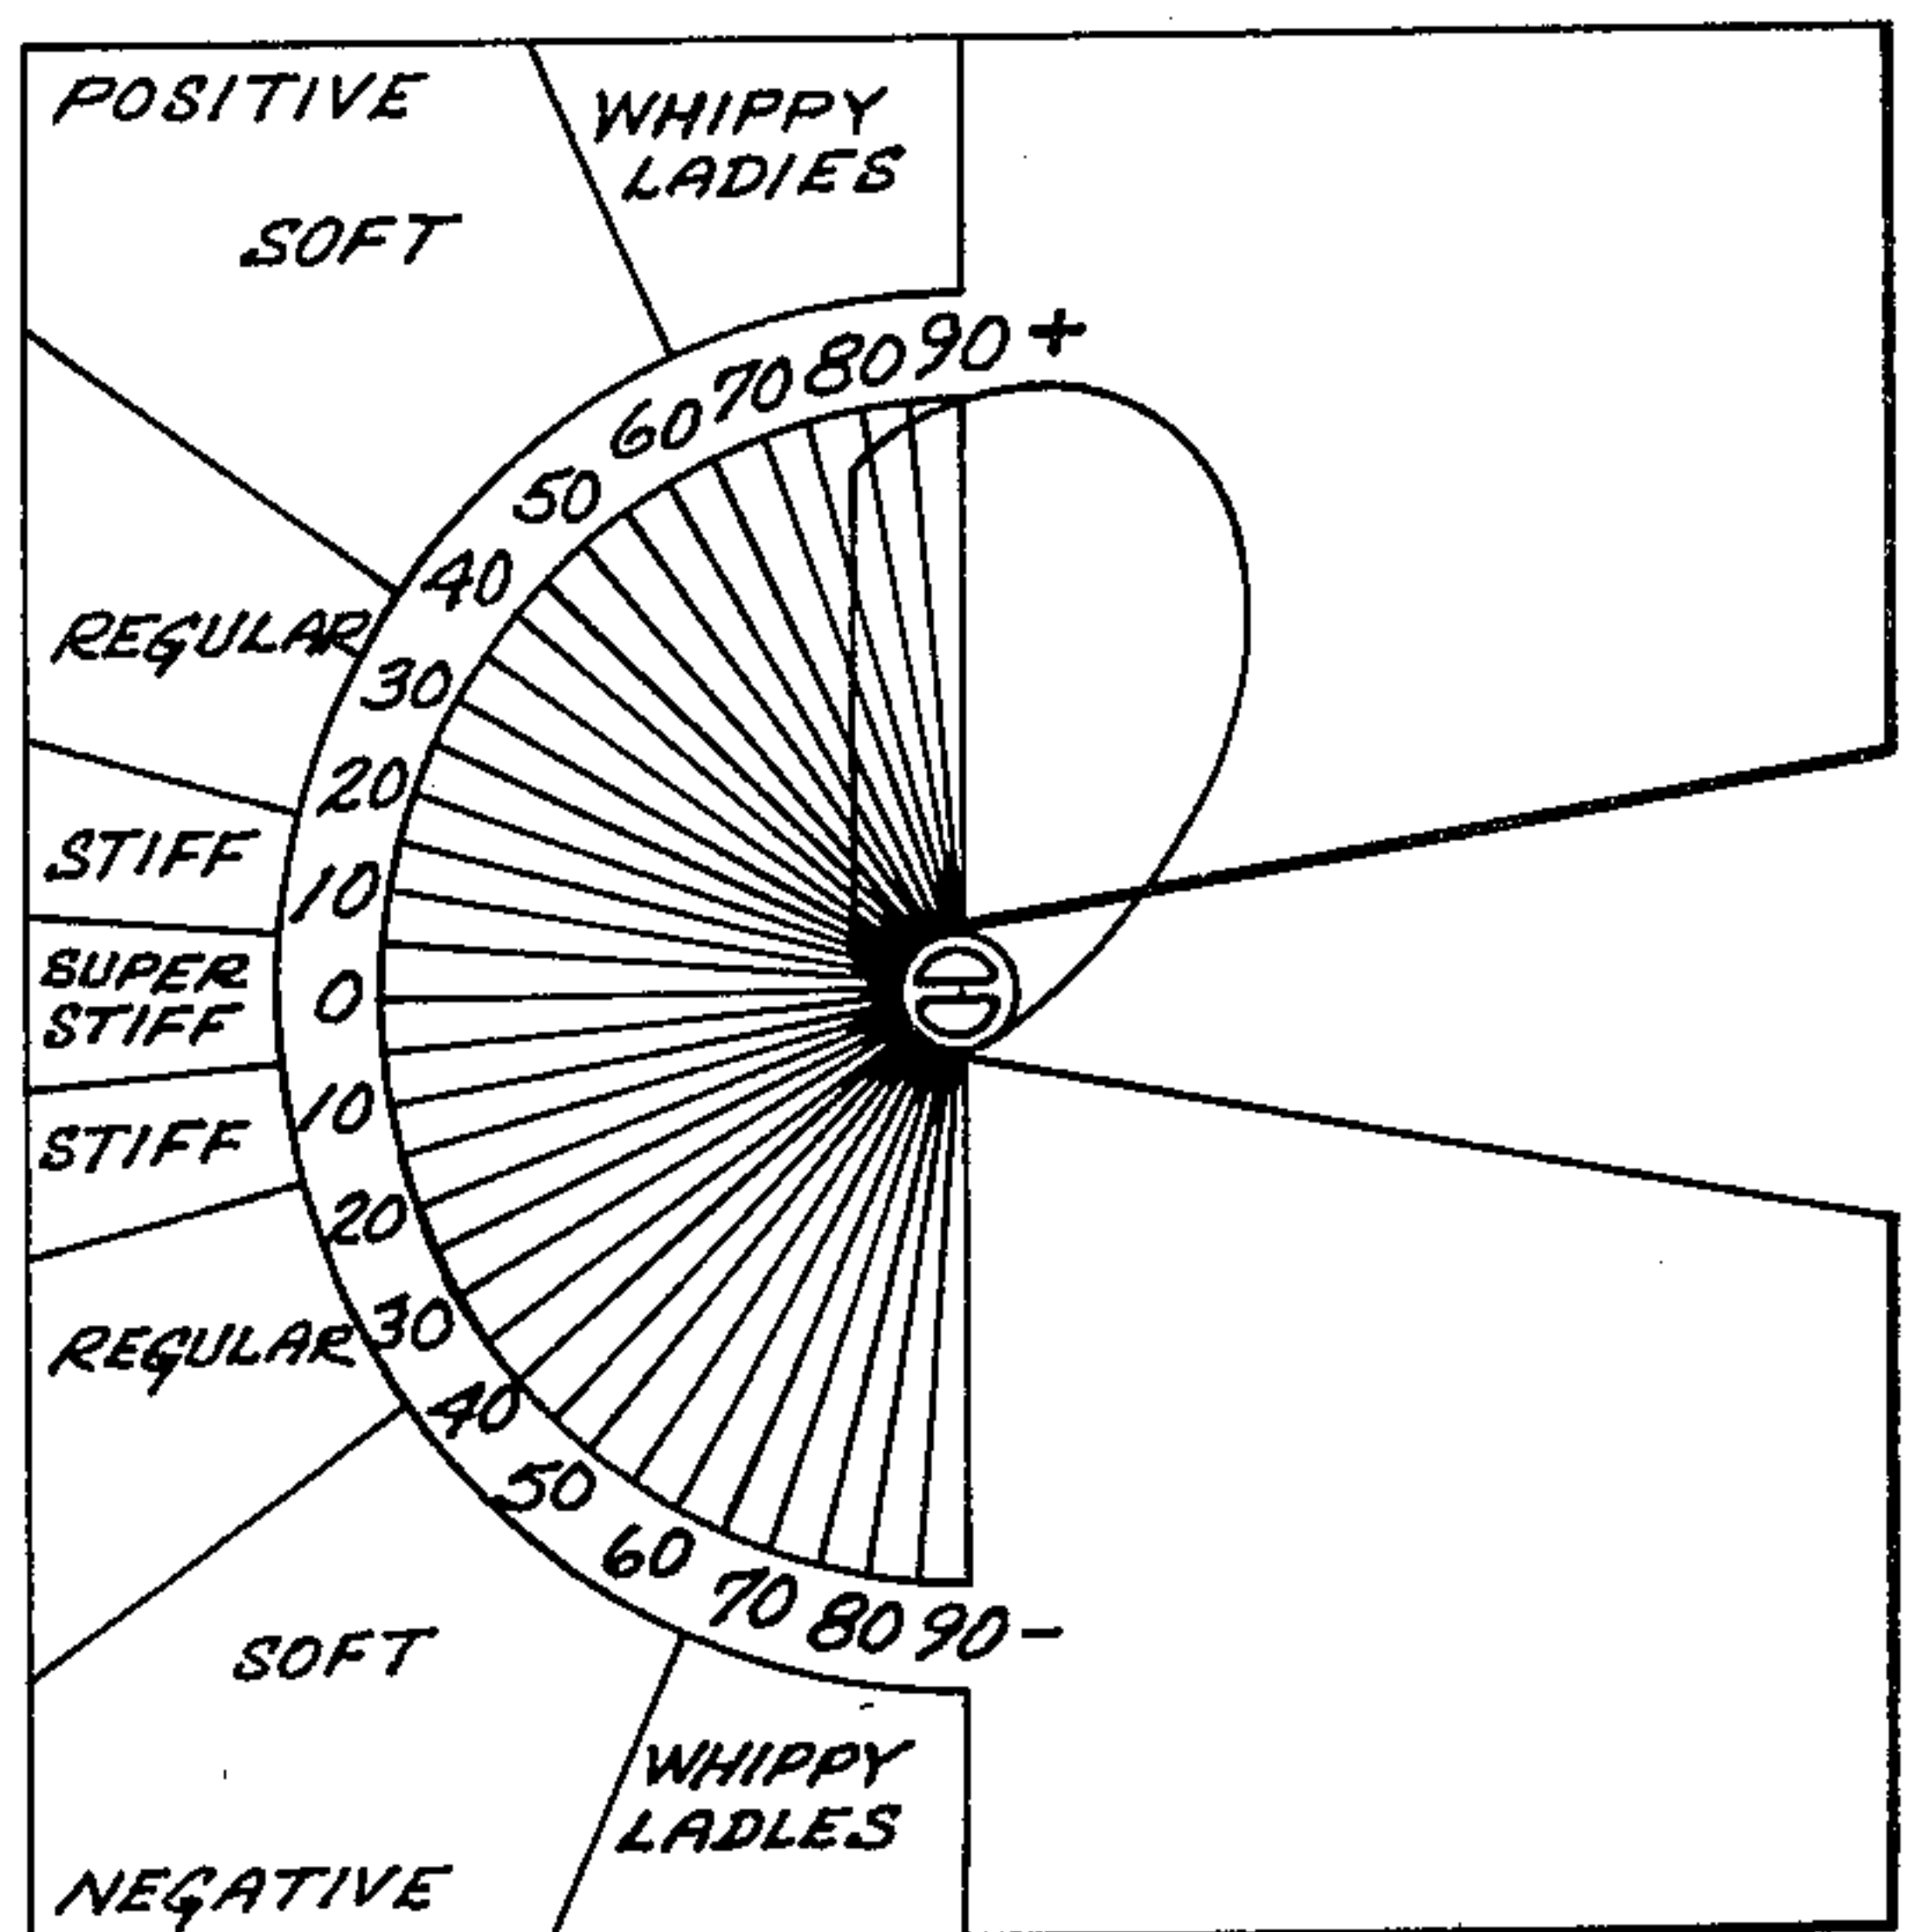 POSITIVE
WHIPPY
LADIES
SOFT
90 +
80
70
60
50
40
REGULAR
30
20
STIFF
10
SUPER
STIFF
0
10
STIFF
20
REGULAR
30
40
50
60
70
80
90 -
SOFT
WHIPPY
LADLES
NEGATIVE